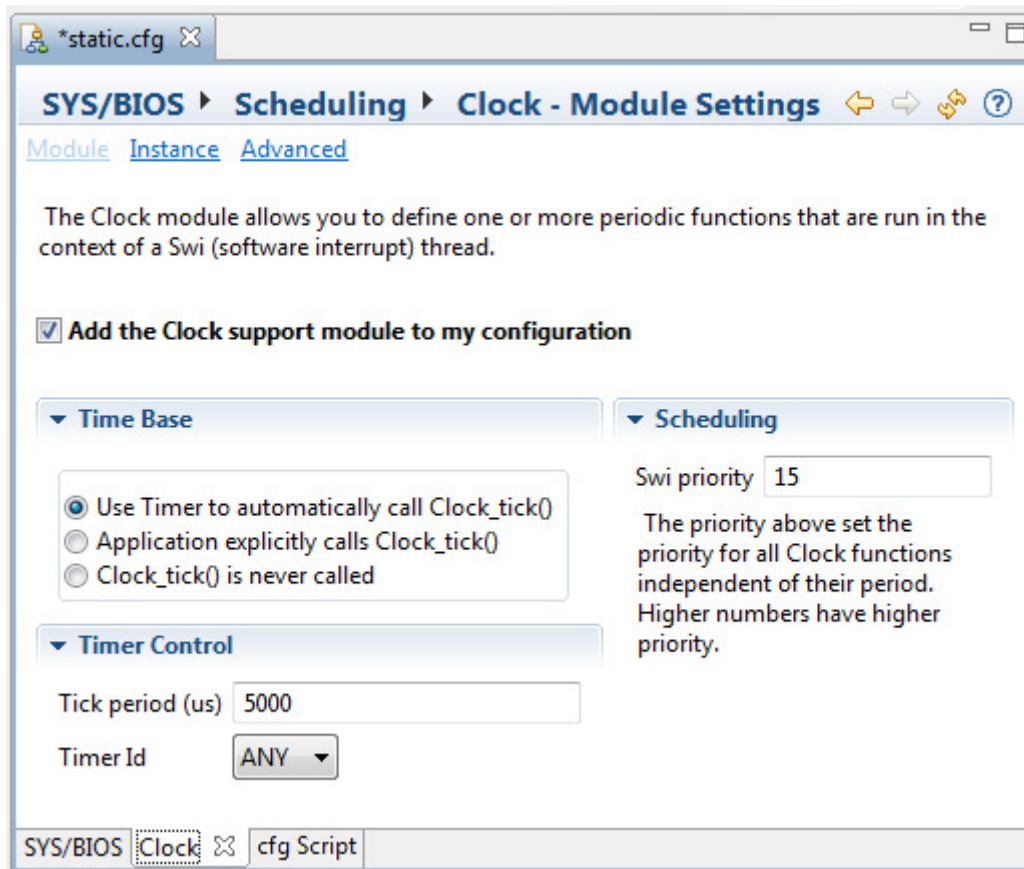 *static.cfg
SYS/BIOS Scheduling Clock - Module Settings
Module Instance Advanced
The Clock module allows you to define one or more periodic functions that are run in the
context of a Swi (software interrupt) thread.
Add the Clock support module to my configuration
Time Base
Use Timer to automatically call Clock_tick()
Application explicitly calls Clock_tick()
Clock_tick() is never called
Timer Control
Tick period (us) 5000
Timer Id ANY
Scheduling
Swi priority 15
The priority above set the
priority for all Clock functions
independent of their period.
Higher numbers have higher
priority.
SYS/BIOS Clock cfg Script